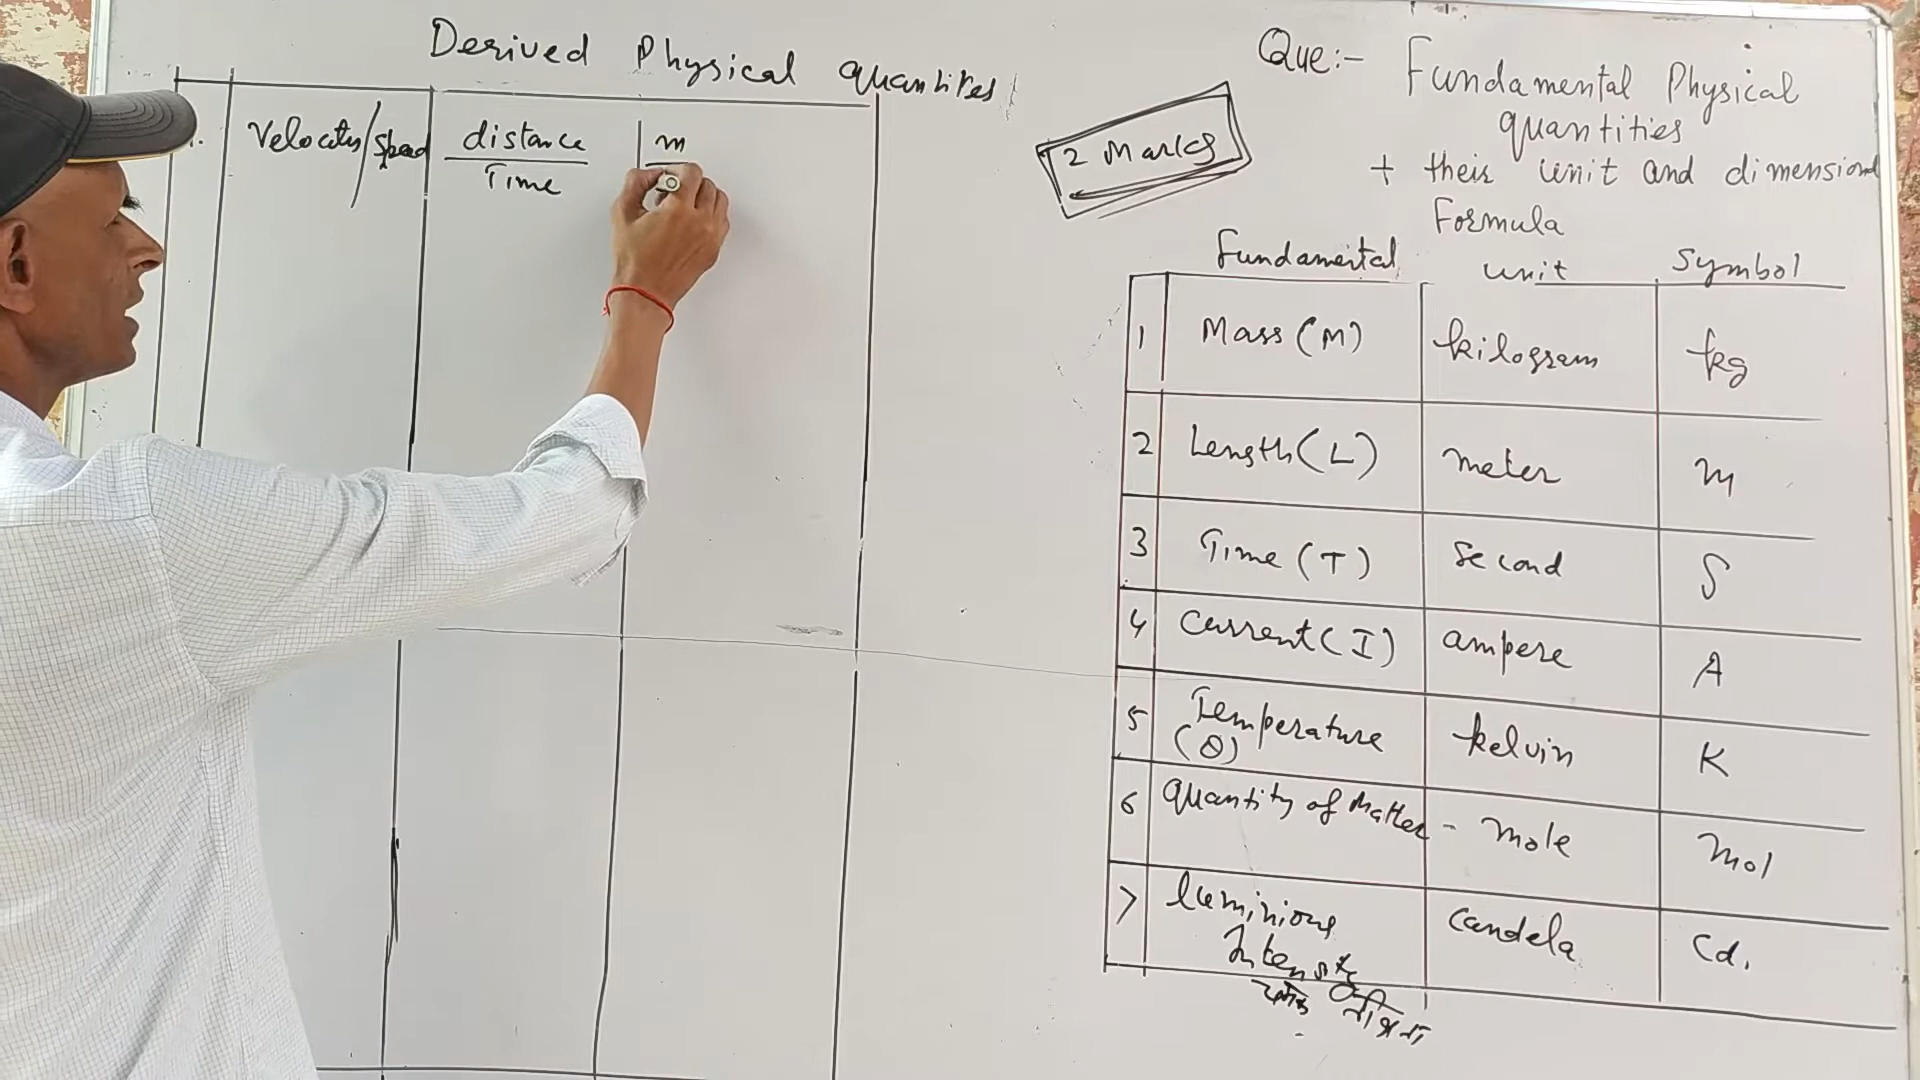 Derived Physical quantites
1. Velocity/speed distance m
Time
2 Marks
Que:- Fundamental Physical
quantities
+ their unit and dimensional
Formula
Fundamental unit Symbol
1 Mass (M) kilogram kg
2 Length (L) meter m
3 Time (T) second S
4 Current (I) ampere A
5 Temperature (θ) kelvin K
6 Quantity of Matter - mole mol
7 luminious Intensity candela Cd.